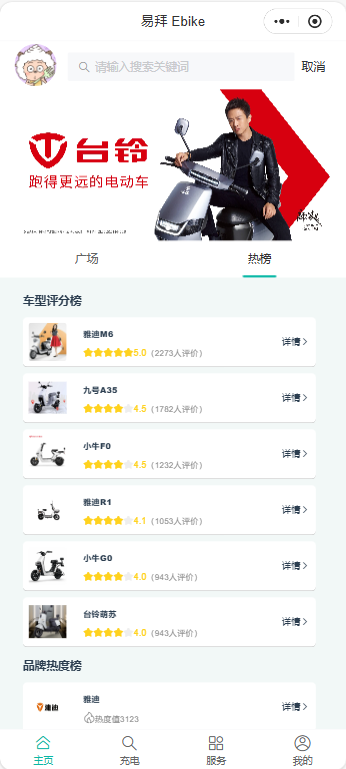 易拜 Ebike
请输入搜索关键词
取消
台铃
跑得更远的电动车
广场
热榜
车型评分榜
雅迪M6
5.0 (2273人评价)
详情
九号A35
4.5 (1782人评价)
详情
小牛F0
4.5 (1232人评价)
详情
雅迪R1
4.1 (1053人评价)
详情
小牛G0
4.0 (943人评价)
详情
台铃萌苏
4.0 (943人评价)
详情
品牌热度榜
雅迪
雅迪
热度值3123
详情
主页
充电
服务
我的